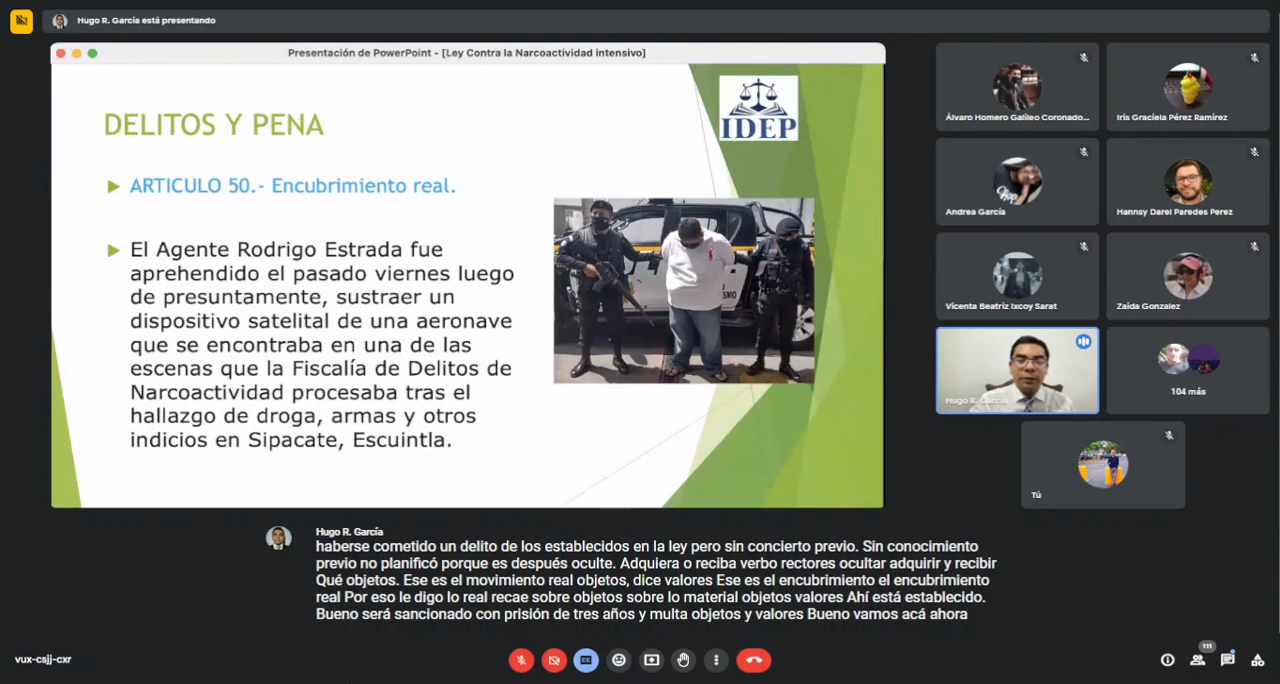 Hugo R. García está presentando
Presentación de PowerPoint - [Ley Contra la Narcoactividad intensivo]
DELITOS Y PENA
IDEP
ARTICULO 50.- Encubrimiento real.
El Agente Rodrigo Estrada fue
aprehendido el pasado viernes luego
de presuntamente, sustraer un
dispositivo satelital de una aeronave
que se encontraba en una de las
escenas que la Fiscalía de Delitos de
Narcoactividad procesaba tras el
hallazgo de droga, armas y otros
indicios en Sipacate, Escuintla.
Álvaro Homero Galileo Coronado...
Iris Graciela Pérez Ramírez
Andrea García
Hannsy Darel Paredes Perez
Vicenta Beatriz Ixcoy Sarat
Zaida Gonzalez
Hugo R. García
104 más
Tú
Hugo R. García
haberse cometido un delito de los establecidos en la ley pero sin concierto previo. Sin conocimiento
previo no planificó porque es después oculte. Adquiera o reciba verbo rectores ocultar adquirir y recibir
Qué objetos. Ese es el movimiento real objetos, dice valores Ese es el encubrimiento el encubrimiento
real Por eso le digo lo real recae sobre objetos sobre lo material objetos valores Ahí está establecido.
Bueno será sancionado con prisión de tres años y multa objetos y valores Bueno vamos acá ahora
vux-csjj-cxr
111